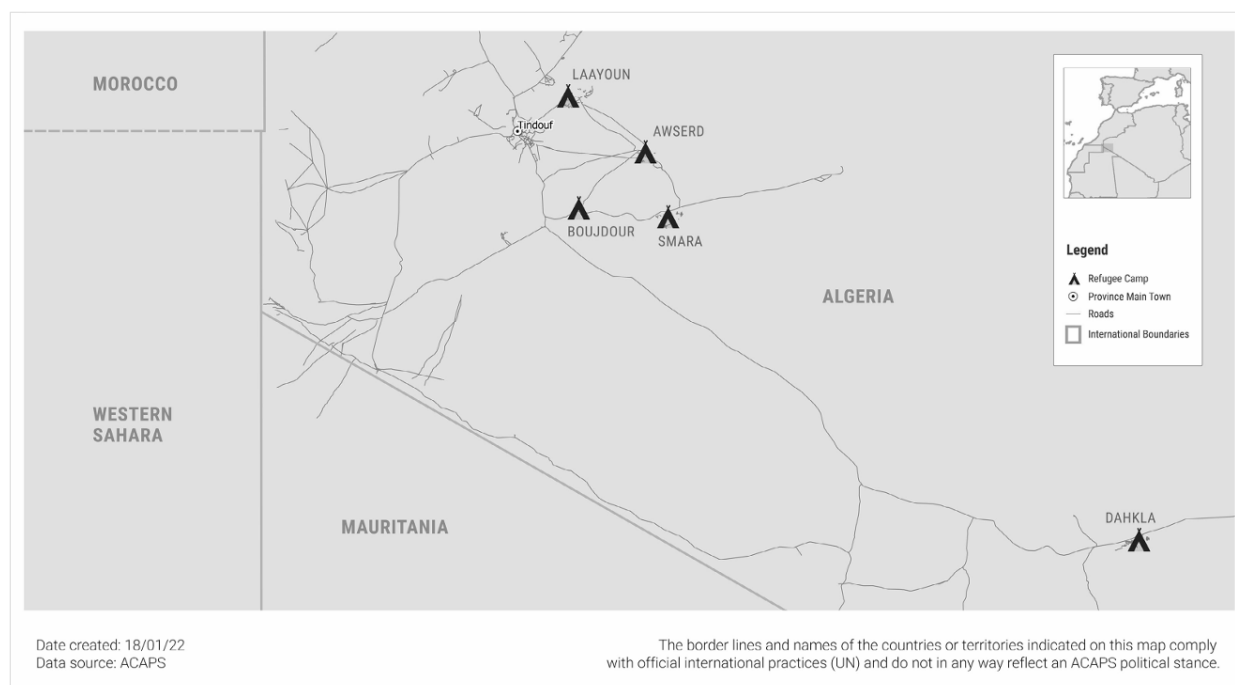 MOROCCO
LAAYOUN
Tindouf
AWSERD
BOUJDOUR
SMARA
ALGERIA
WESTERN
SAHARA
MAURITANIA
DAHKLA
Legend
Refugee Camp
Province Main Town
Roads
International Boundaries
Date created: 18/01/22
Data source: ACAPS
The border lines and names of the countries or territories indicated on this map comply
with official international practices (UN) and do not in any way reflect an ACAPS political stance.